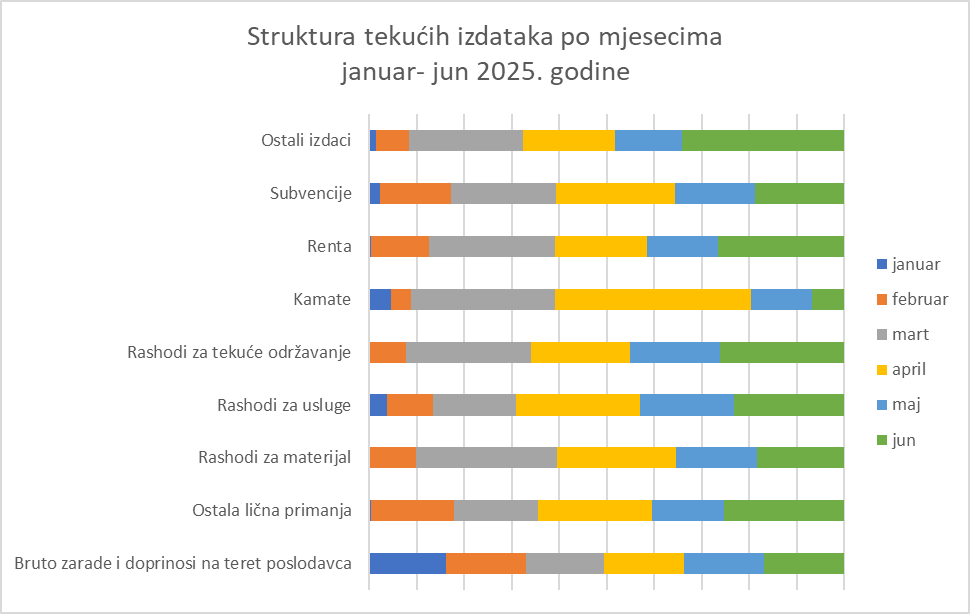 Struktura tekućih izdataka po mjesecima
januar- jun 2025. godine
Ostali izdaci
Subvencije
Renta
Kamate
Rashodi za tekuće održavanje
Rashodi za usluge
Rashodi za materijal
Ostala lična primanja
Bruto zarade i doprinosi na teret poslodavca
januar
februar
mart
april
maj
jun